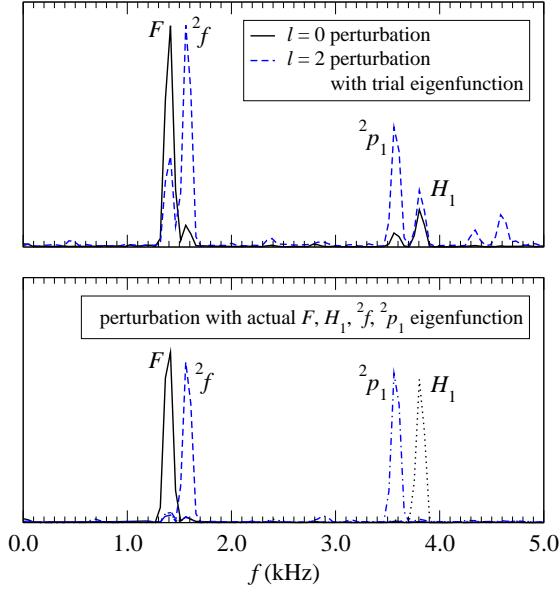 F
²f
l = 0 perturbation
l = 2 perturbation
with trial eigenfunction
²p₁
H₁
perturbation with actual F, H₁, ²f, ²p₁ eigenfunction
F
²f
²p₁
H₁
0.0 1.0 2.0 3.0 4.0 5.0
f (kHz)